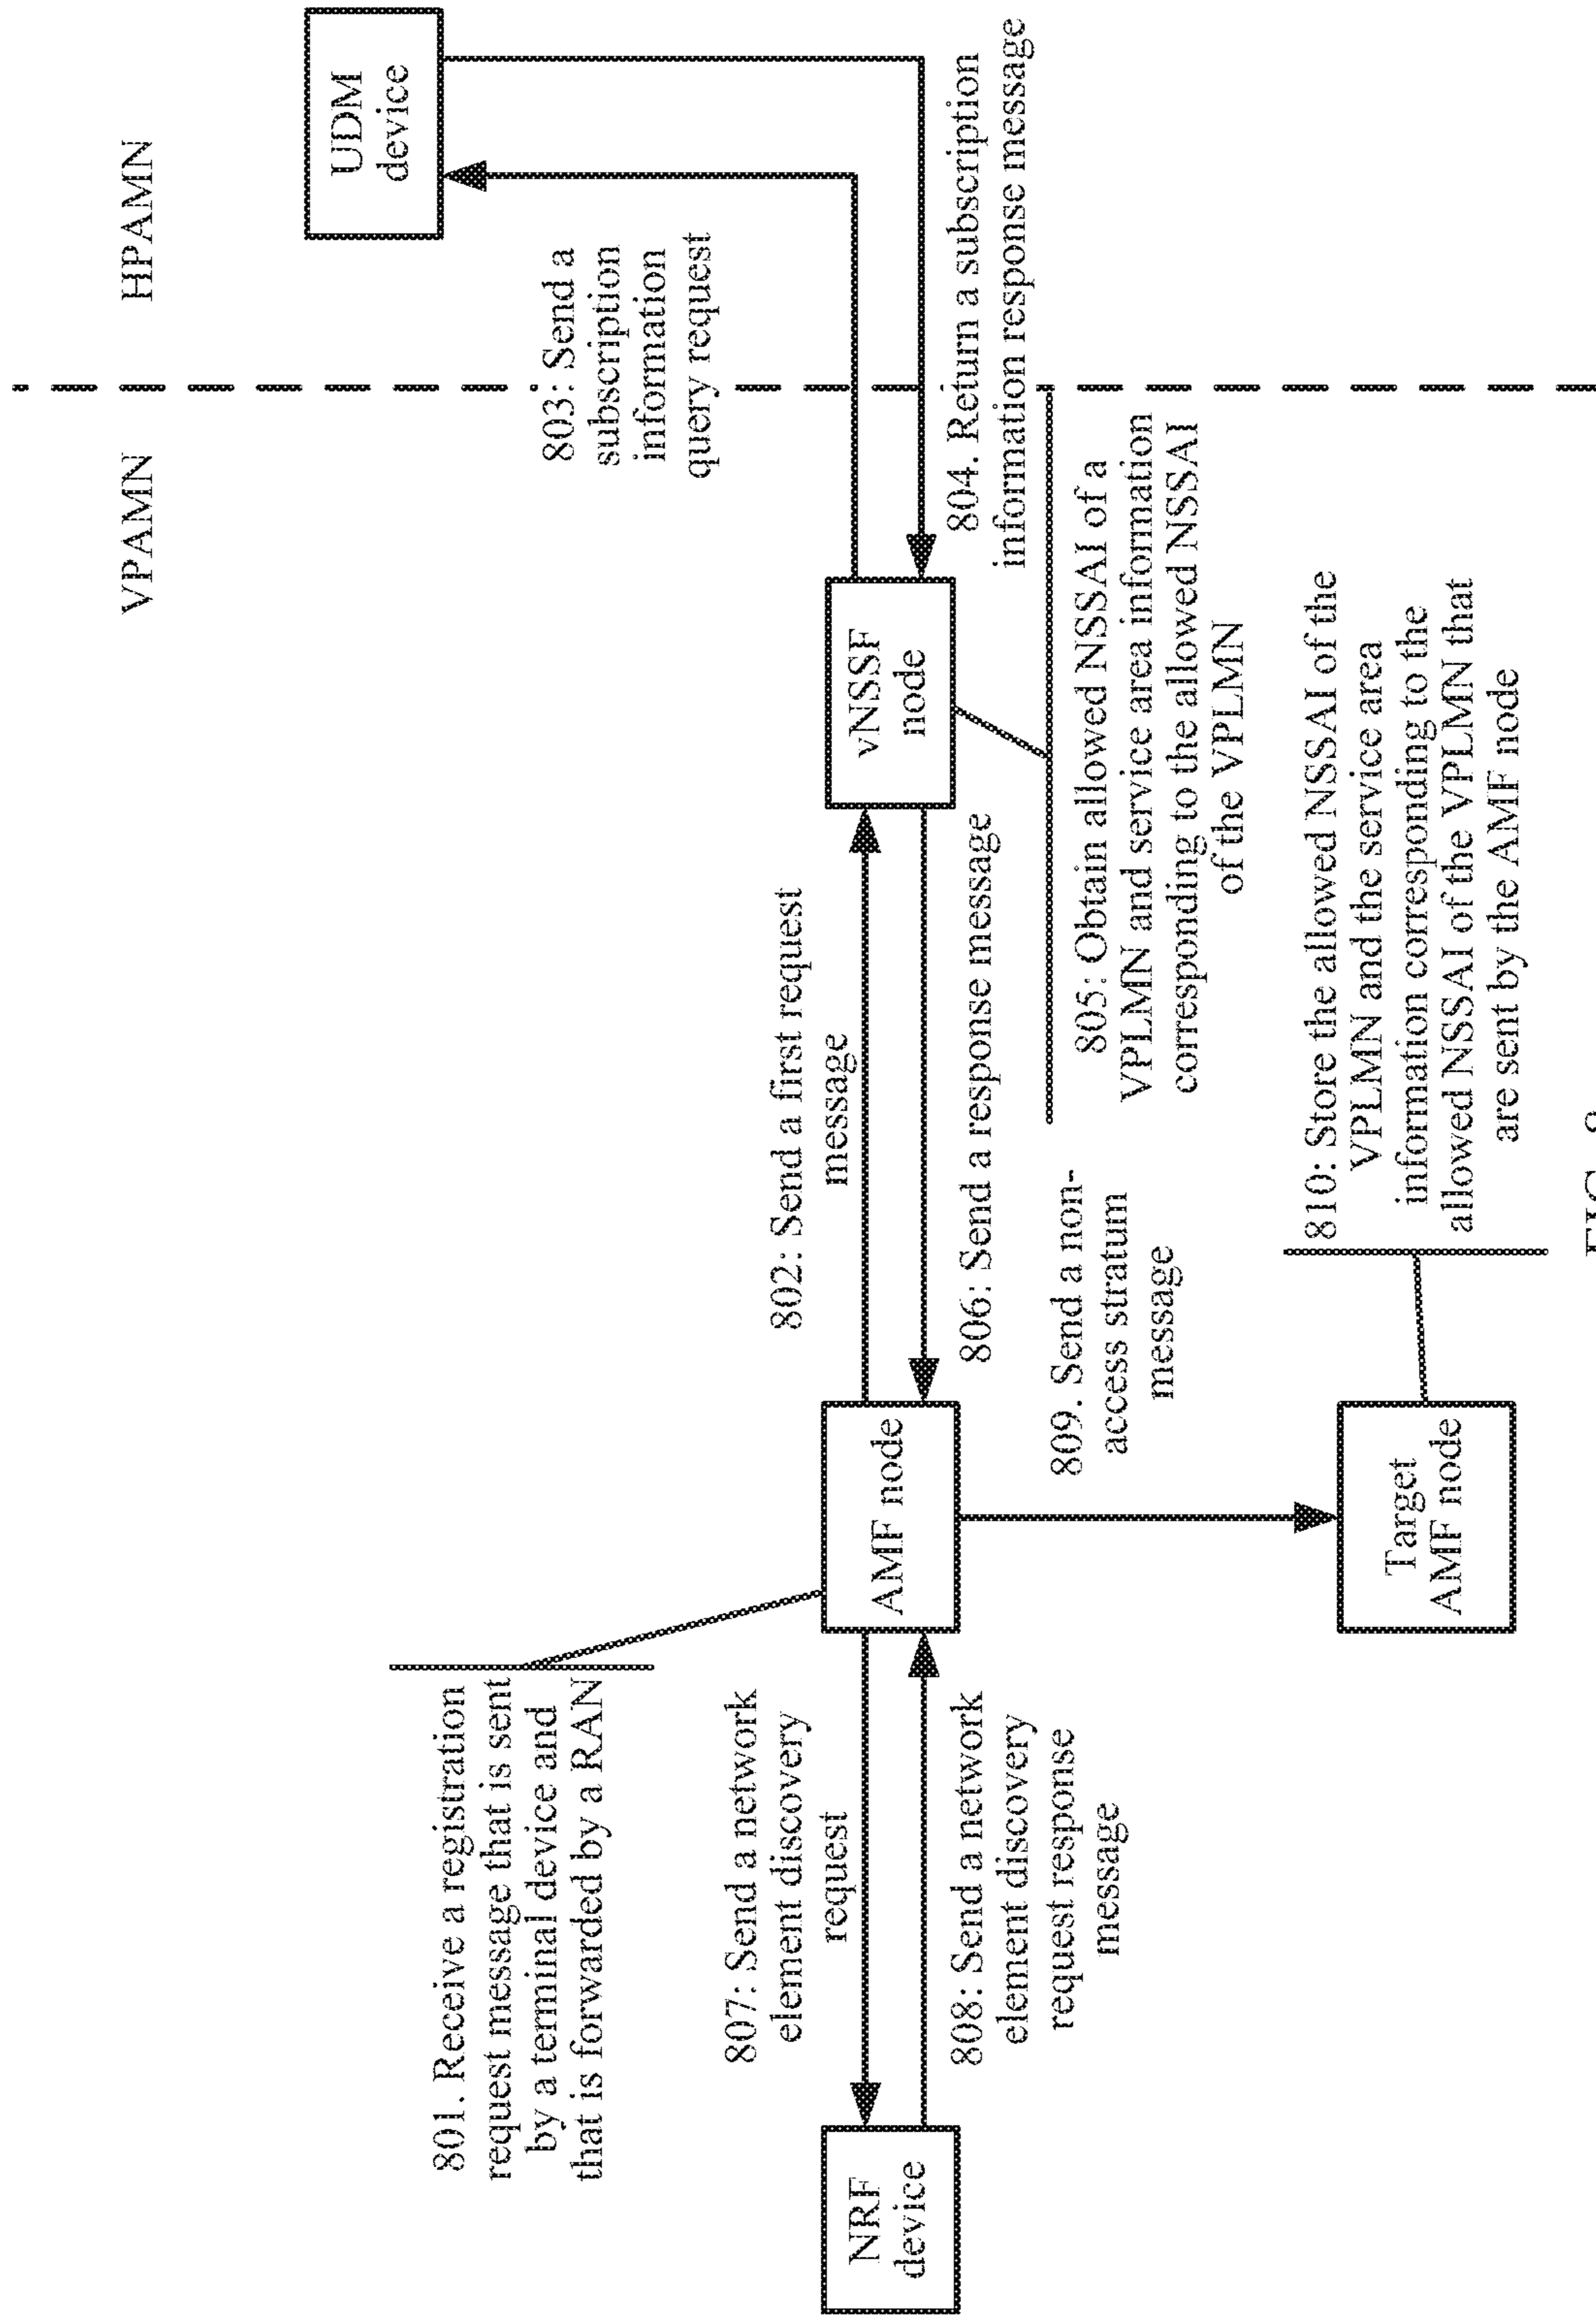 VPAMN
HPAMN
UDM
device
803: Send a
subscription
information
query request
801. Receive a registration
request message that is sent
by a terminal device and
that is forwarded by a RAN
807: Send a network
element discovery
request
802: Send a first request
message
NRF
device
AMF node
vNSSF
node
808: Send a network
element discovery
request response
message
806: Send a response message
804. Return a subscription
information response message
809. Send a non-
access stratum
message
805: Obtain allowed NSSAI of a
VPLMN and service area information
corresponding to the allowed NSSAI
of the VPLMN
Target
AMF node
810: Store the allowed NSSAI of the
VPLMN and the service area
information corresponding to the
allowed NSSAI of the VPLMN that
are sent by the AMF node
FIG. 8